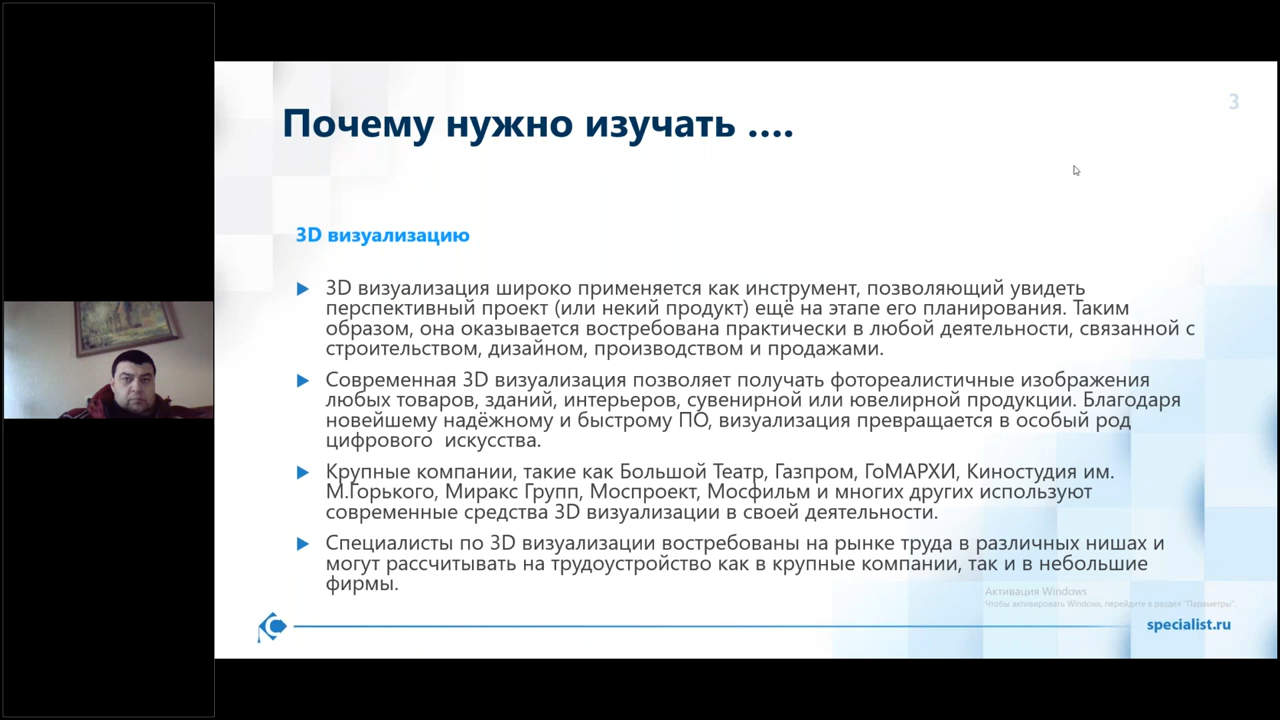 3
Почему нужно изучать ....
3D визуализацию
3D визуализация широко применяется как инструмент, позволяющий увидеть
перспективный проект (или некий продукт) ещё на этапе его планирования. Таким
образом, она оказывается востребована практически в любой деятельности, связанной с
строительством, дизайном, производством и продажами.
Современная 3D визуализация позволяет получать фотореалистичные изображения
любых товаров, зданий, интерьеров, сувенирной или ювелирной продукции. Благодаря
новейшему надёжному и быстрому ПО, визуализация превращается в особый род
цифрового искусства.
Крупные компании, такие как Большой Театр, Газпром, ГоМАРХИ, Киностудия им.
М.Горького, Миракс Групп, Моспроект, Мосфильм и многих других используют
современные средства 3D визуализации в своей деятельности.
Специалисты по 3D визуализации востребованы на рынке труда в различных нишах и
могут рассчитывать на трудоустройство как в крупные компании, так и в небольшие
фирмы.
Активация Windows
Чтобы активировать Windows, перейдите в раздел "Параметры".
specialist.ru